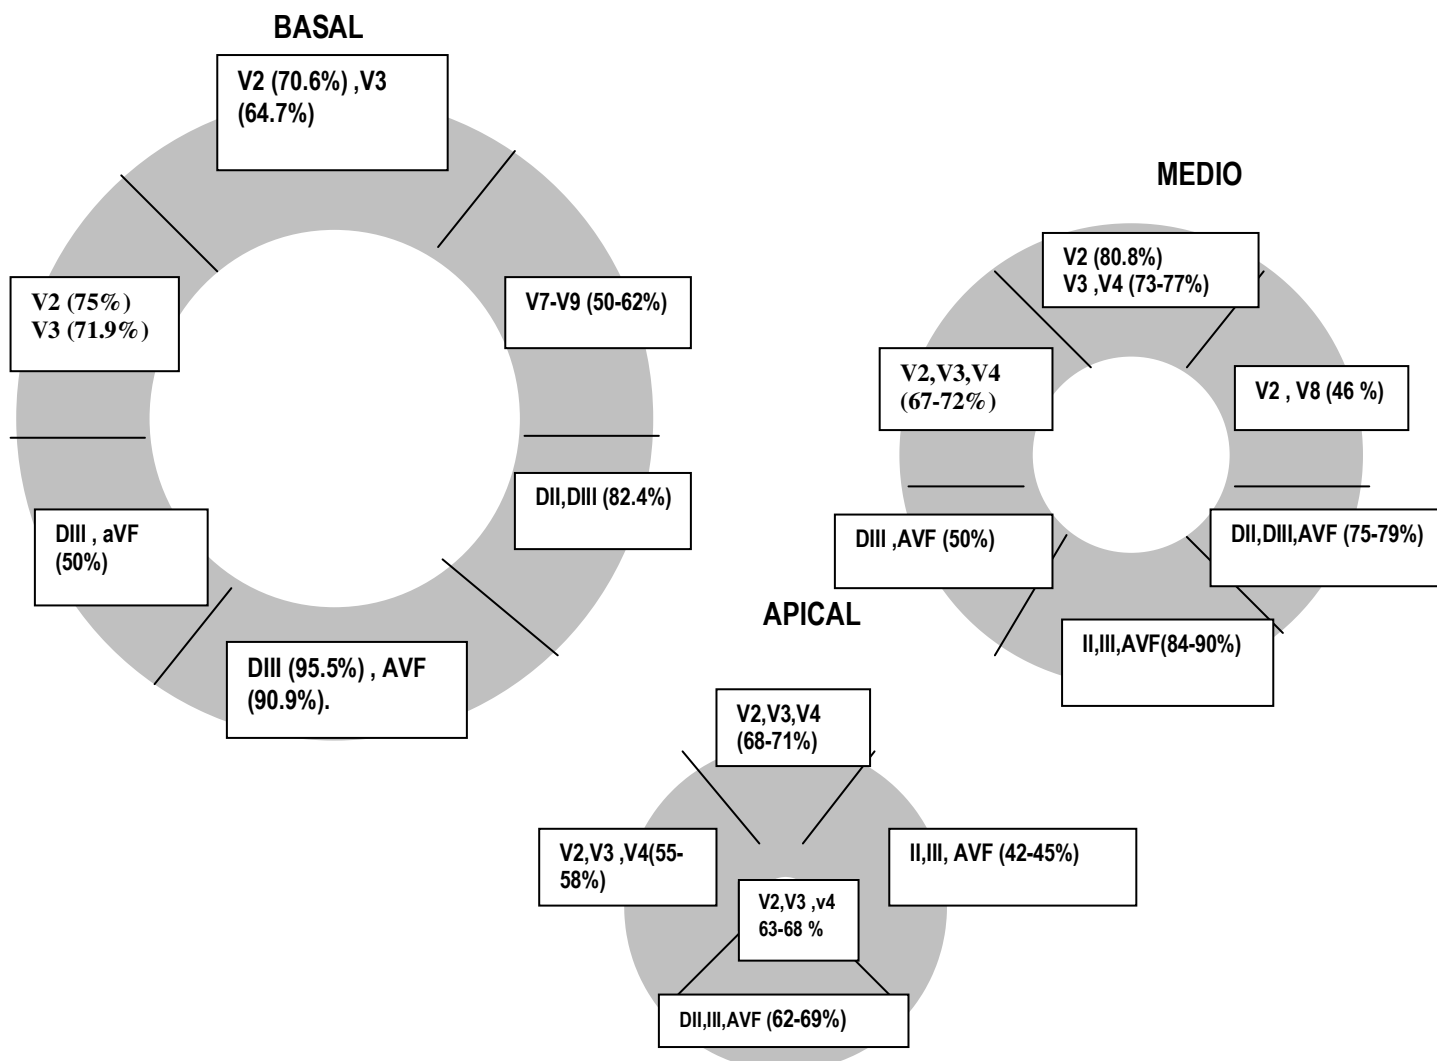 BASAL
V2 (70.6%) ,V3
(64.7%)
V2 (75%)
V3 (71.9%)
V7-V9 (50-62%)
DII,DIII (82.4%)
DIII , aVF
(50%)
DIII (95.5%) , AVF
(90.9%).
MEDIO
V2 (80.8%)
V3 ,V4 (73-77%)
V2,V3,V4
(67-72%)
V2 , V8 (46 %)
DIII ,AVF (50%)
DII,DIII,AVF (75-79%)
II,III,AVF(84-90%)
APICAL
V2,V3,V4
(68-71%)
V2,V3 ,V4(55-
58%)
II,III, AVF (42-45%)
V2,V3 ,v4
63-68 %
DII,III,AVF (62-69%)